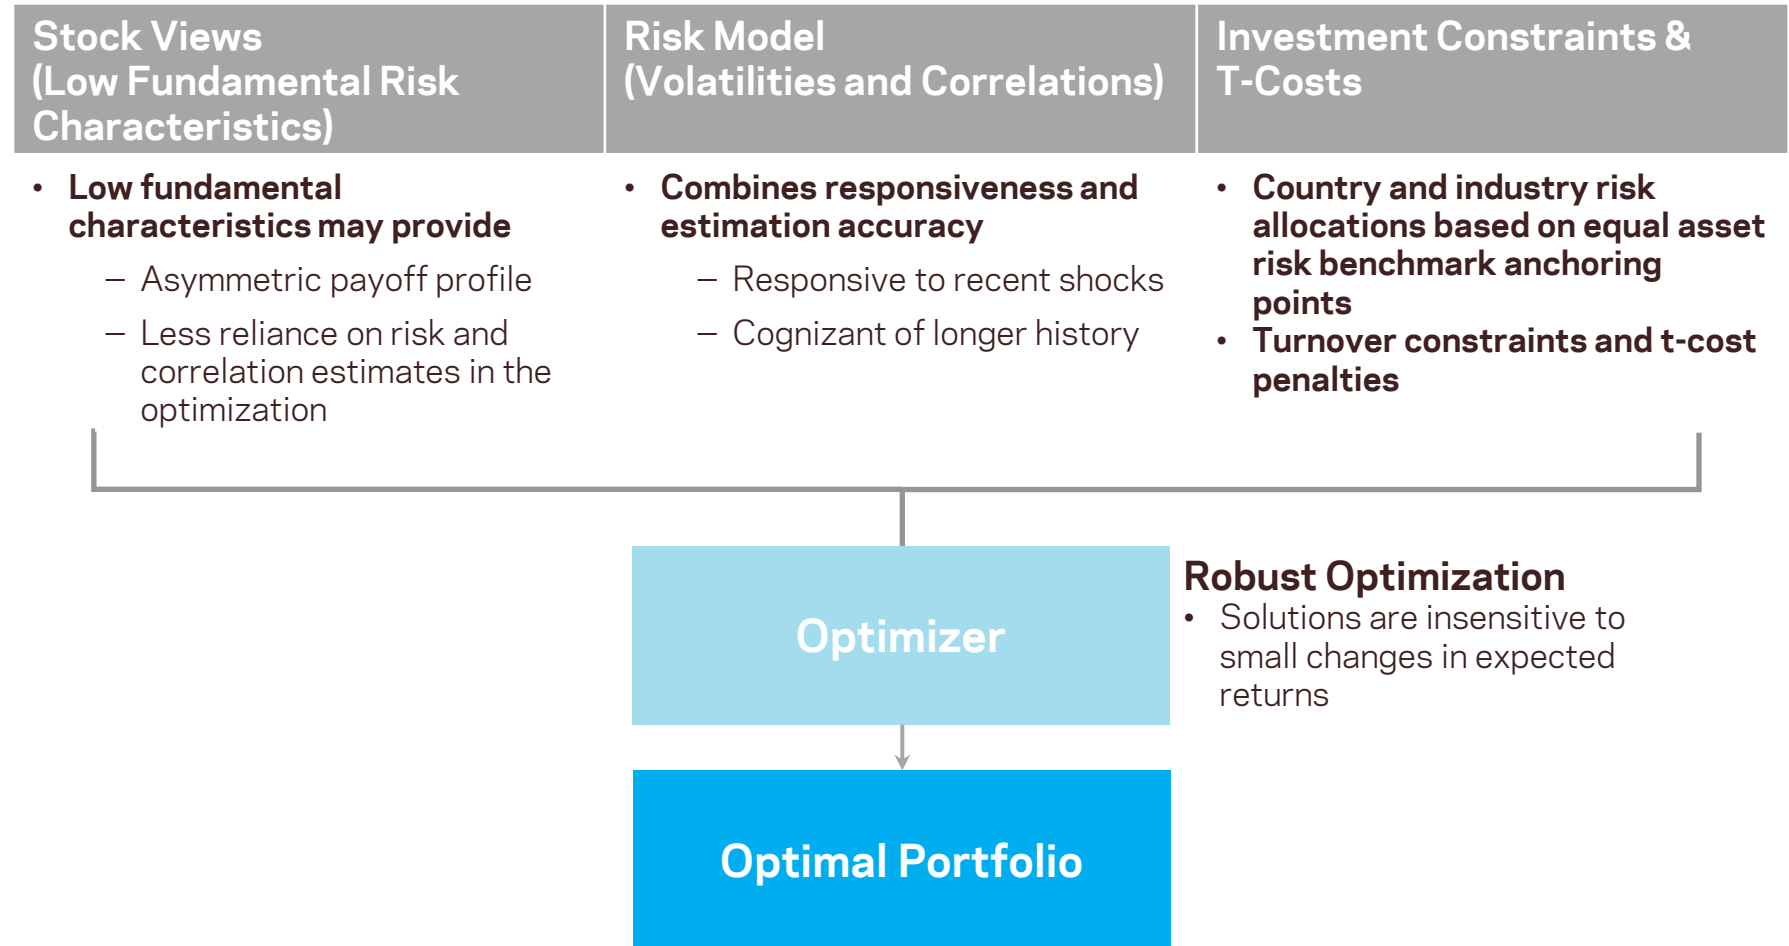 Stock Views
(Low Fundamental Risk
Characteristics)
Risk Model
(Volatilities and Correlations)
Investment Constraints &
T-Costs
• Low fundamental
characteristics may provide
– Asymmetric payoff profile
– Less reliance on risk and
correlation estimates in the
optimization
• Combines responsiveness and
estimation accuracy
– Responsive to recent shocks
– Cognizant of longer history
• Country and industry risk
allocations based on equal asset
risk benchmark anchoring
points
• Turnover constraints and t-cost
penalties
Optimizer
Robust Optimization
• Solutions are insensitive to
small changes in expected
returns
Optimal Portfolio